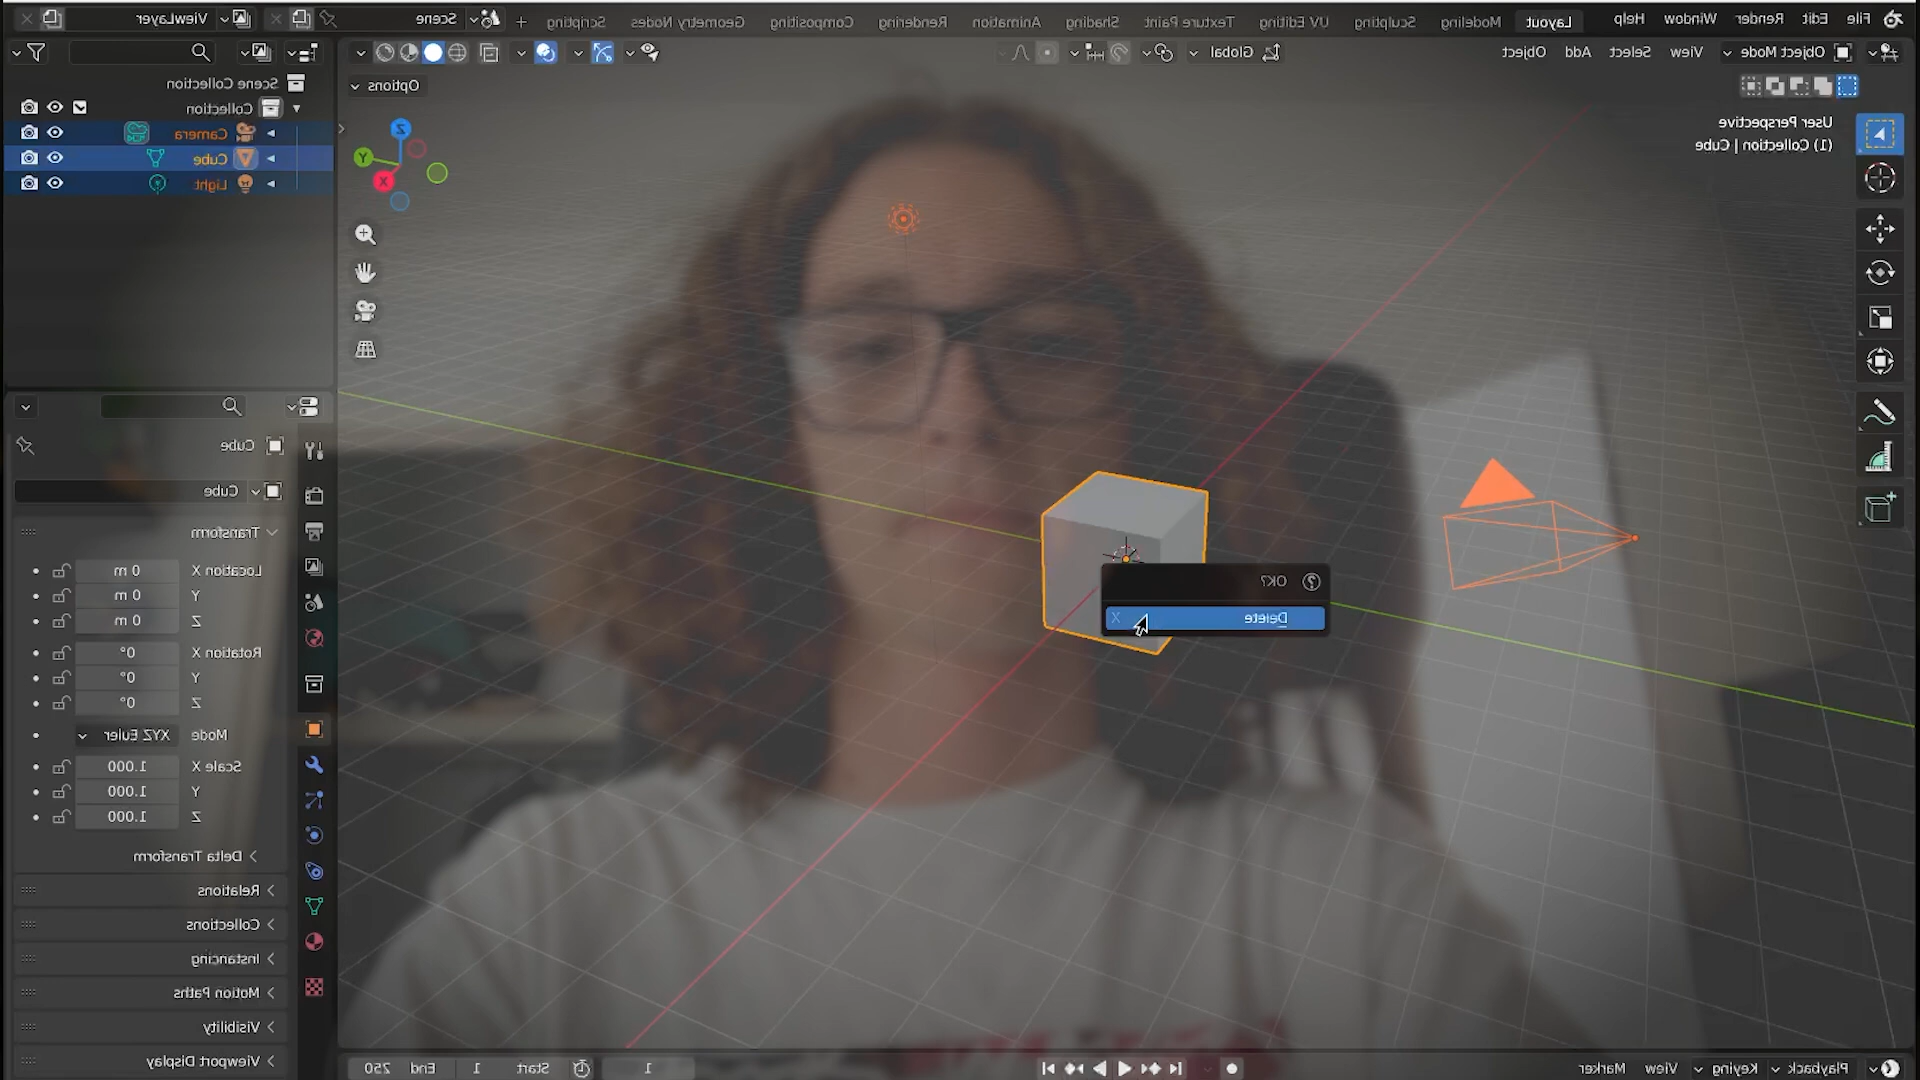 File Edit Render Window Help Layout Modeling Sculpting UV Editing Texture Paint Shading Animation Rendering Compositing Geometry Nodes Scripting + Scene ViewLayer
Object Mode View Select Add Object Global
Options
User Perspective
(1) Collection | Cube
Scene Collection
Collection
Camera
Cube
Light
Z
Y
X
OK?
Delete X
Cube
Cube
Transform
Location X 0 m
Y 0 m
Z 0 m
Rotation X 0°
Y 0°
Z 0°
Mode XYZ Euler
Scale X 1.000
Y 1.000
Z 1.000
Delta Transform
Relations
Collections
Instancing
Motion Paths
Visibility
Viewport Display
Playback Keying View Marker 1 Start 1 End 250